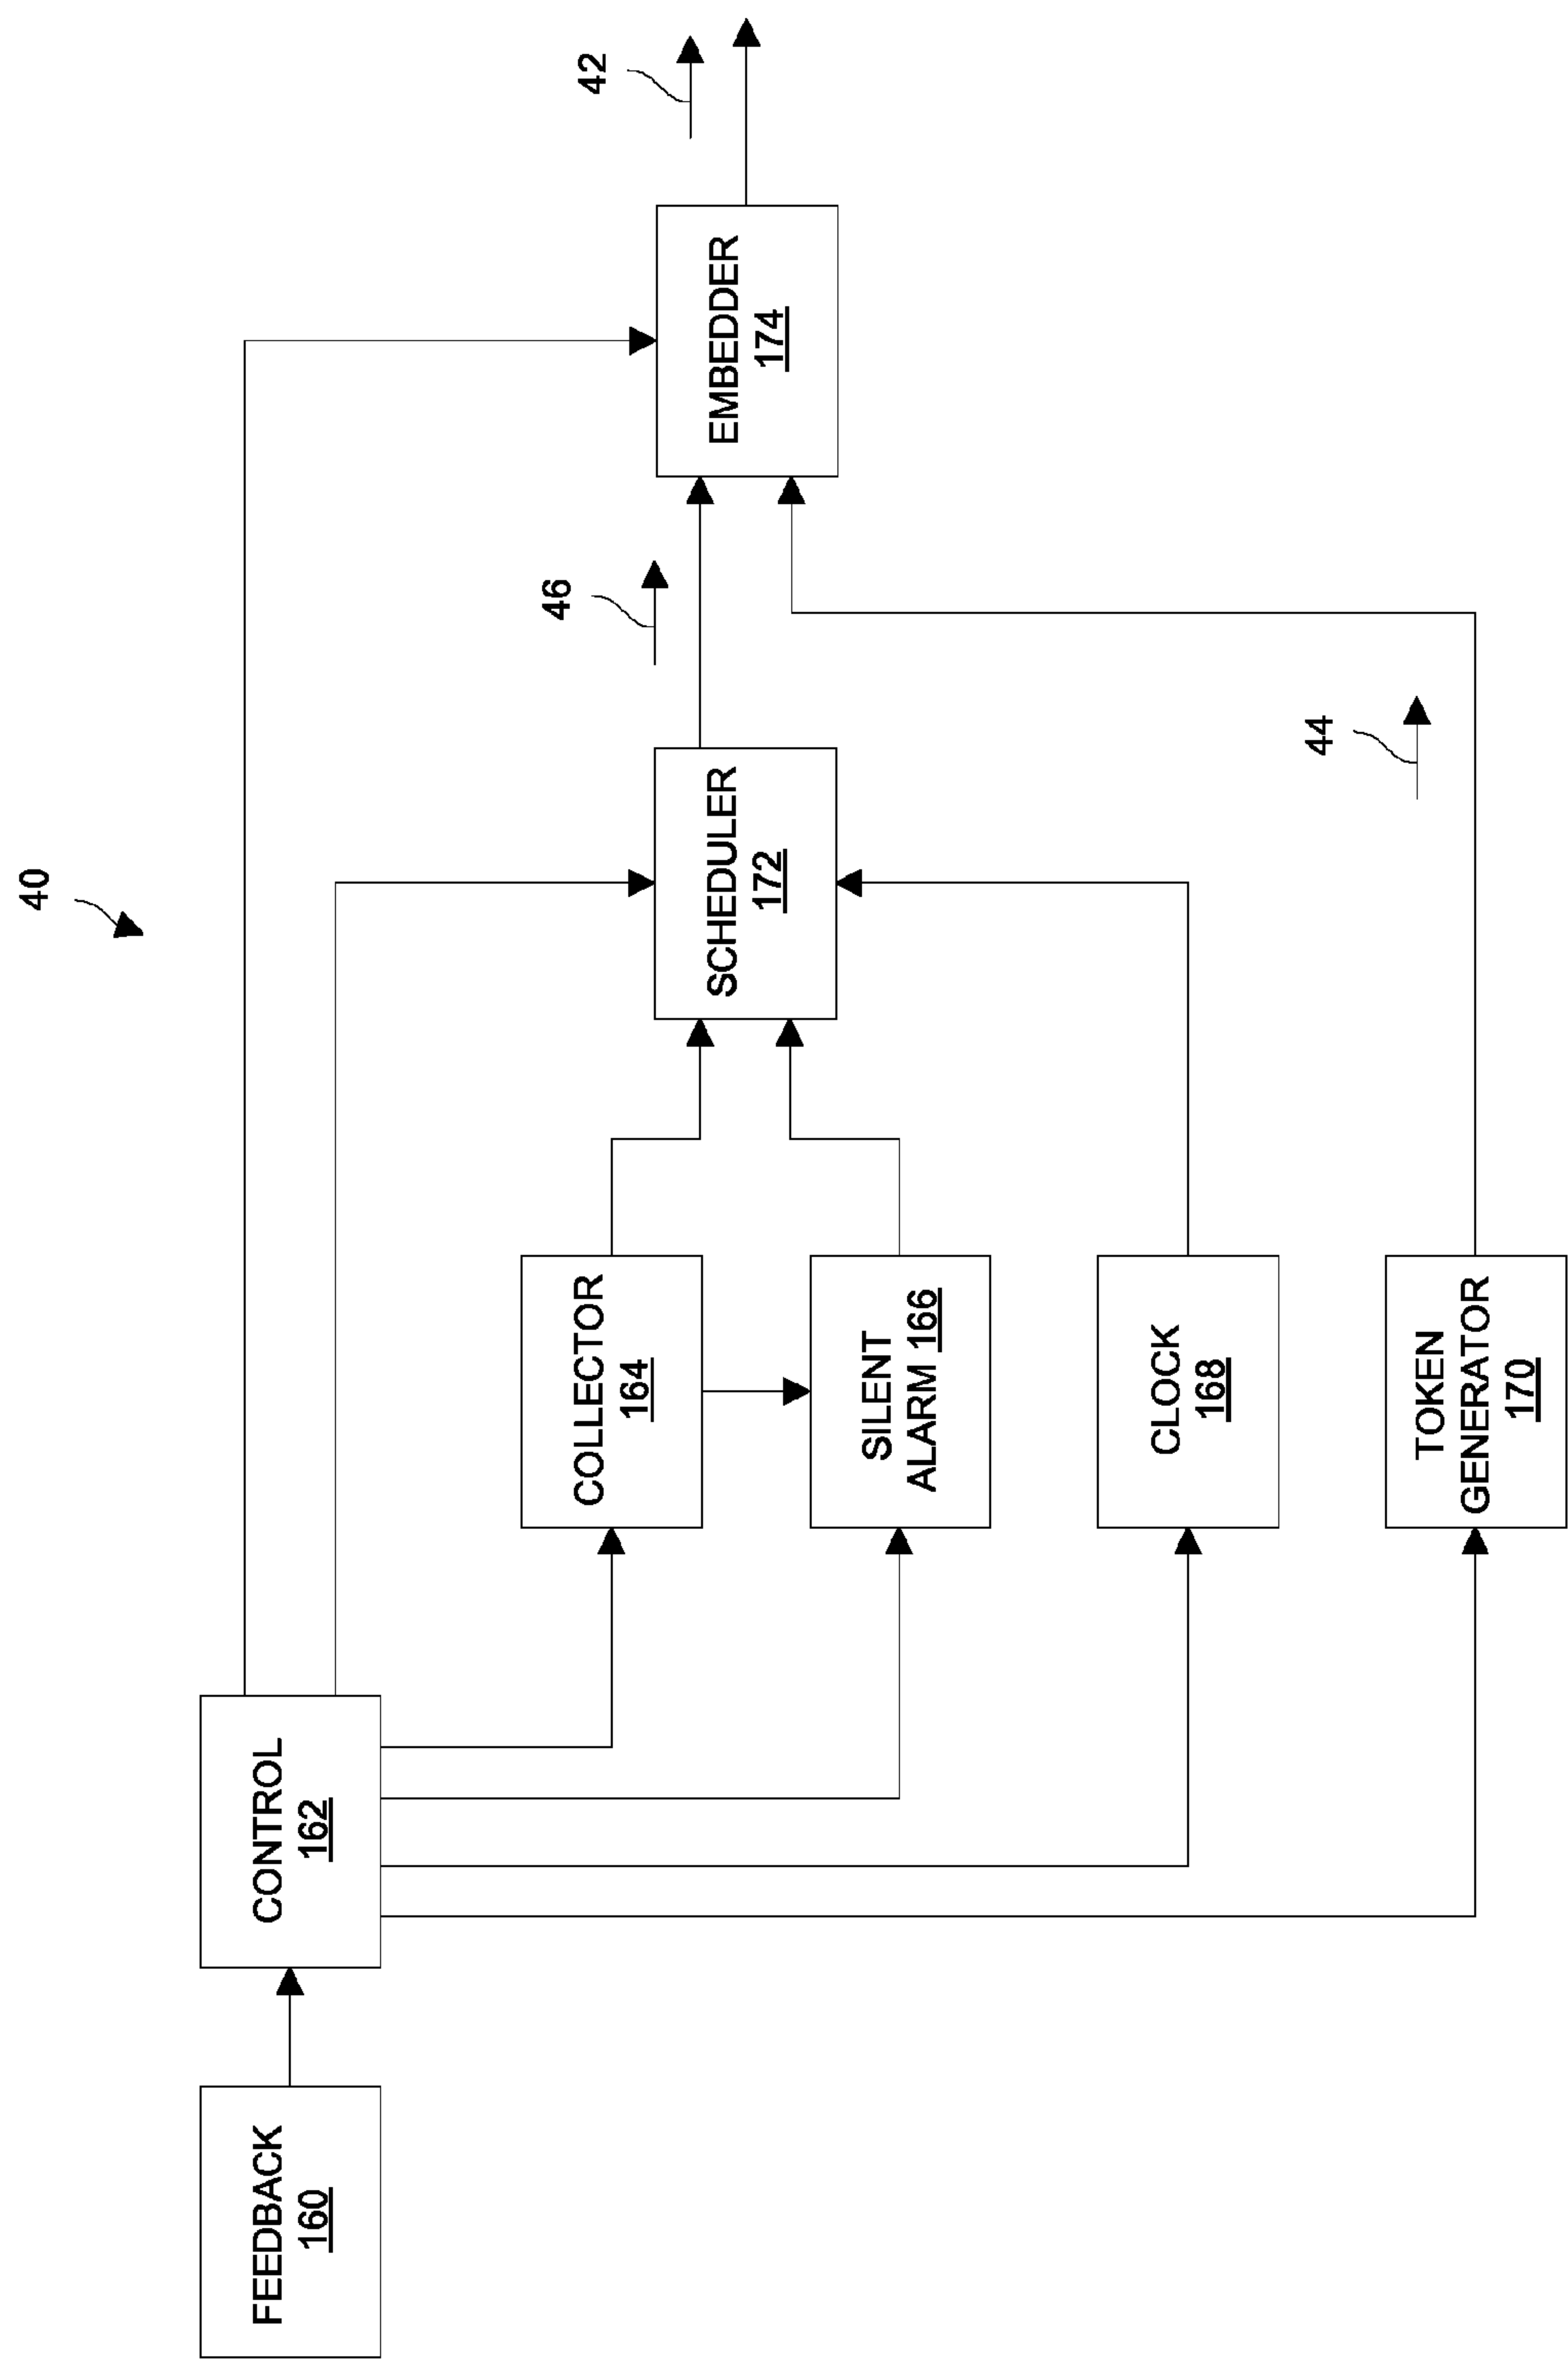 40
FEEDBACK
160
CONTROL
162
COLLECTOR
164
SILENT
ALARM 166
CLOCK
168
TOKEN
GENERATOR
170
SCHEDULER
172
46
44
EMBEDDER
174
42